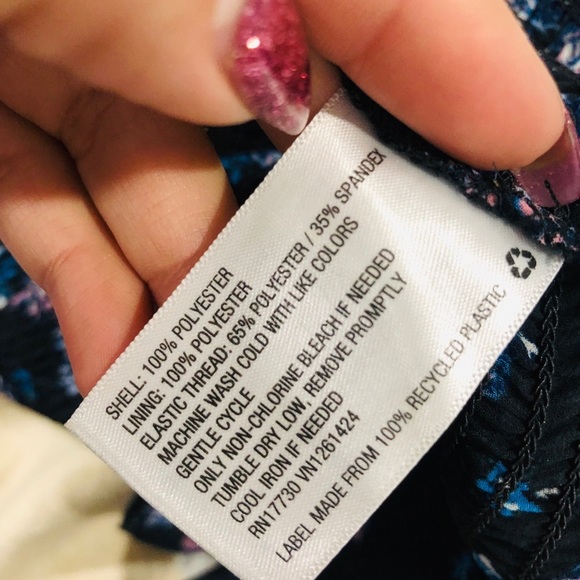 SHELL: 100% POLYESTER
LINING: 100% POLYESTER
ELASTIC THREAD: 65% POLYESTER / 35% SPANDEX
MACHINE WASH COLD WITH LIKE COLORS
GENTLE CYCLE
ONLY NON-CHLORINE BLEACH IF NEEDED
TUMBLE DRY LOW, REMOVE PROMPTLY
COOL IRON IF NEEDED
RN17730 VN1261424
LABEL MADE FROM 100% RECYCLED PLASTIC